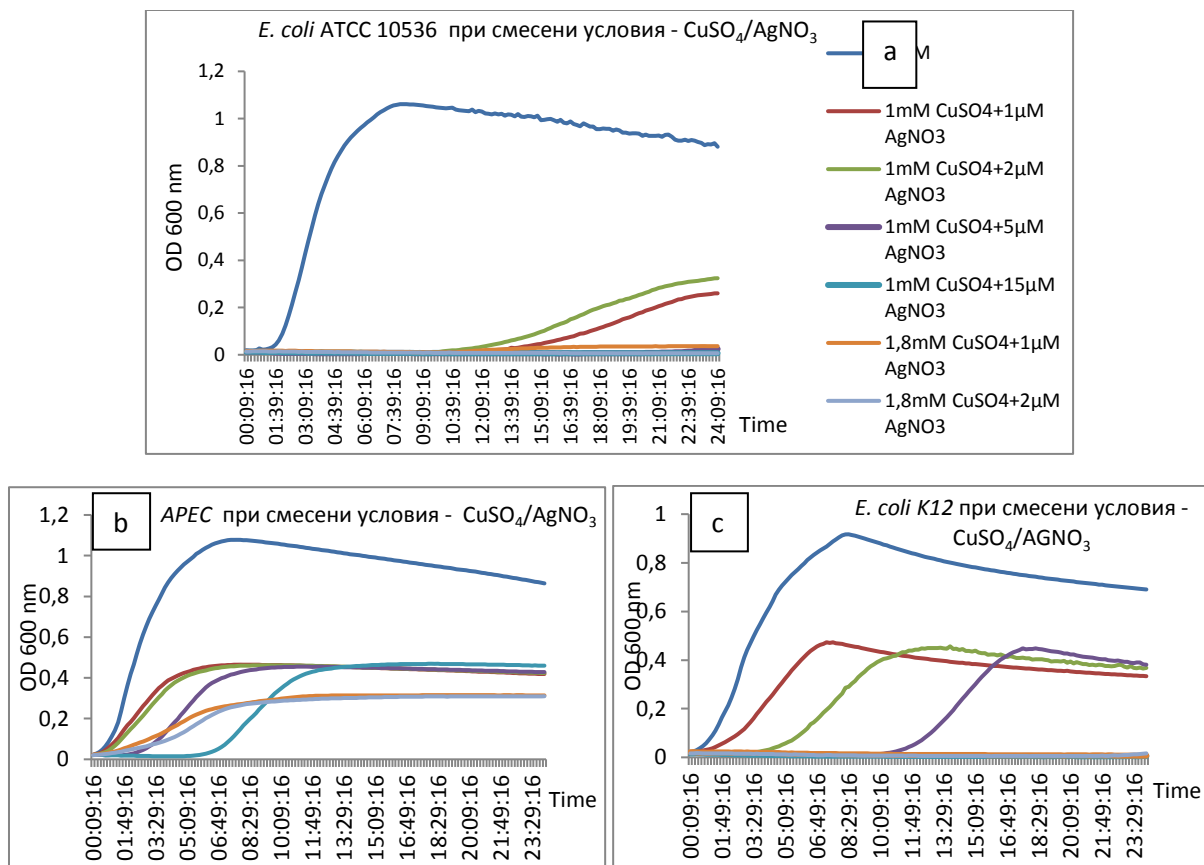 E. coli ATCC 10536 при смесени условия - CuSO4/AgNO3
a
M
1,2
1
0,8
0,6
0,4
0,2
0
OD 600 nm
1mM CuSO4+1µM
AgNO3
1mM CuSO4+2µM
AgNO3
1mM CuSO4+5µM
AgNO3
1mM CuSO4+15µM
AgNO3
1,8mM CuSO4+1µM
AgNO3
1,8mM CuSO4+2µM
AgNO3
00:09:16
01:39:16
03:09:16
04:39:16
06:09:16
07:39:16
09:09:16
10:39:16
12:09:16
13:39:16
15:09:16
16:39:16
18:09:16
19:39:16
21:09:16
22:39:16
24:09:16
Time
b
APEC при смесени условия - CuSO4/AgNO3
1,2
1
0,8
0,6
0,4
0,2
0
OD 600 nm
00:09:16
01:49:16
03:29:16
05:09:16
06:49:16
08:29:16
10:09:16
11:49:16
13:29:16
15:09:16
16:49:16
18:29:16
20:09:16
21:49:16
23:29:16
Time
c
E. coli K12 при смесени условия -
CuSO4/AGNO3
1
0,8
0,6
0,4
0,2
0
OD 600 nm
00:09:16
01:49:16
03:29:16
05:09:16
06:49:16
08:29:16
10:09:16
11:49:16
13:29:16
15:09:16
16:49:16
18:29:16
20:09:16
21:49:16
23:29:16
Time